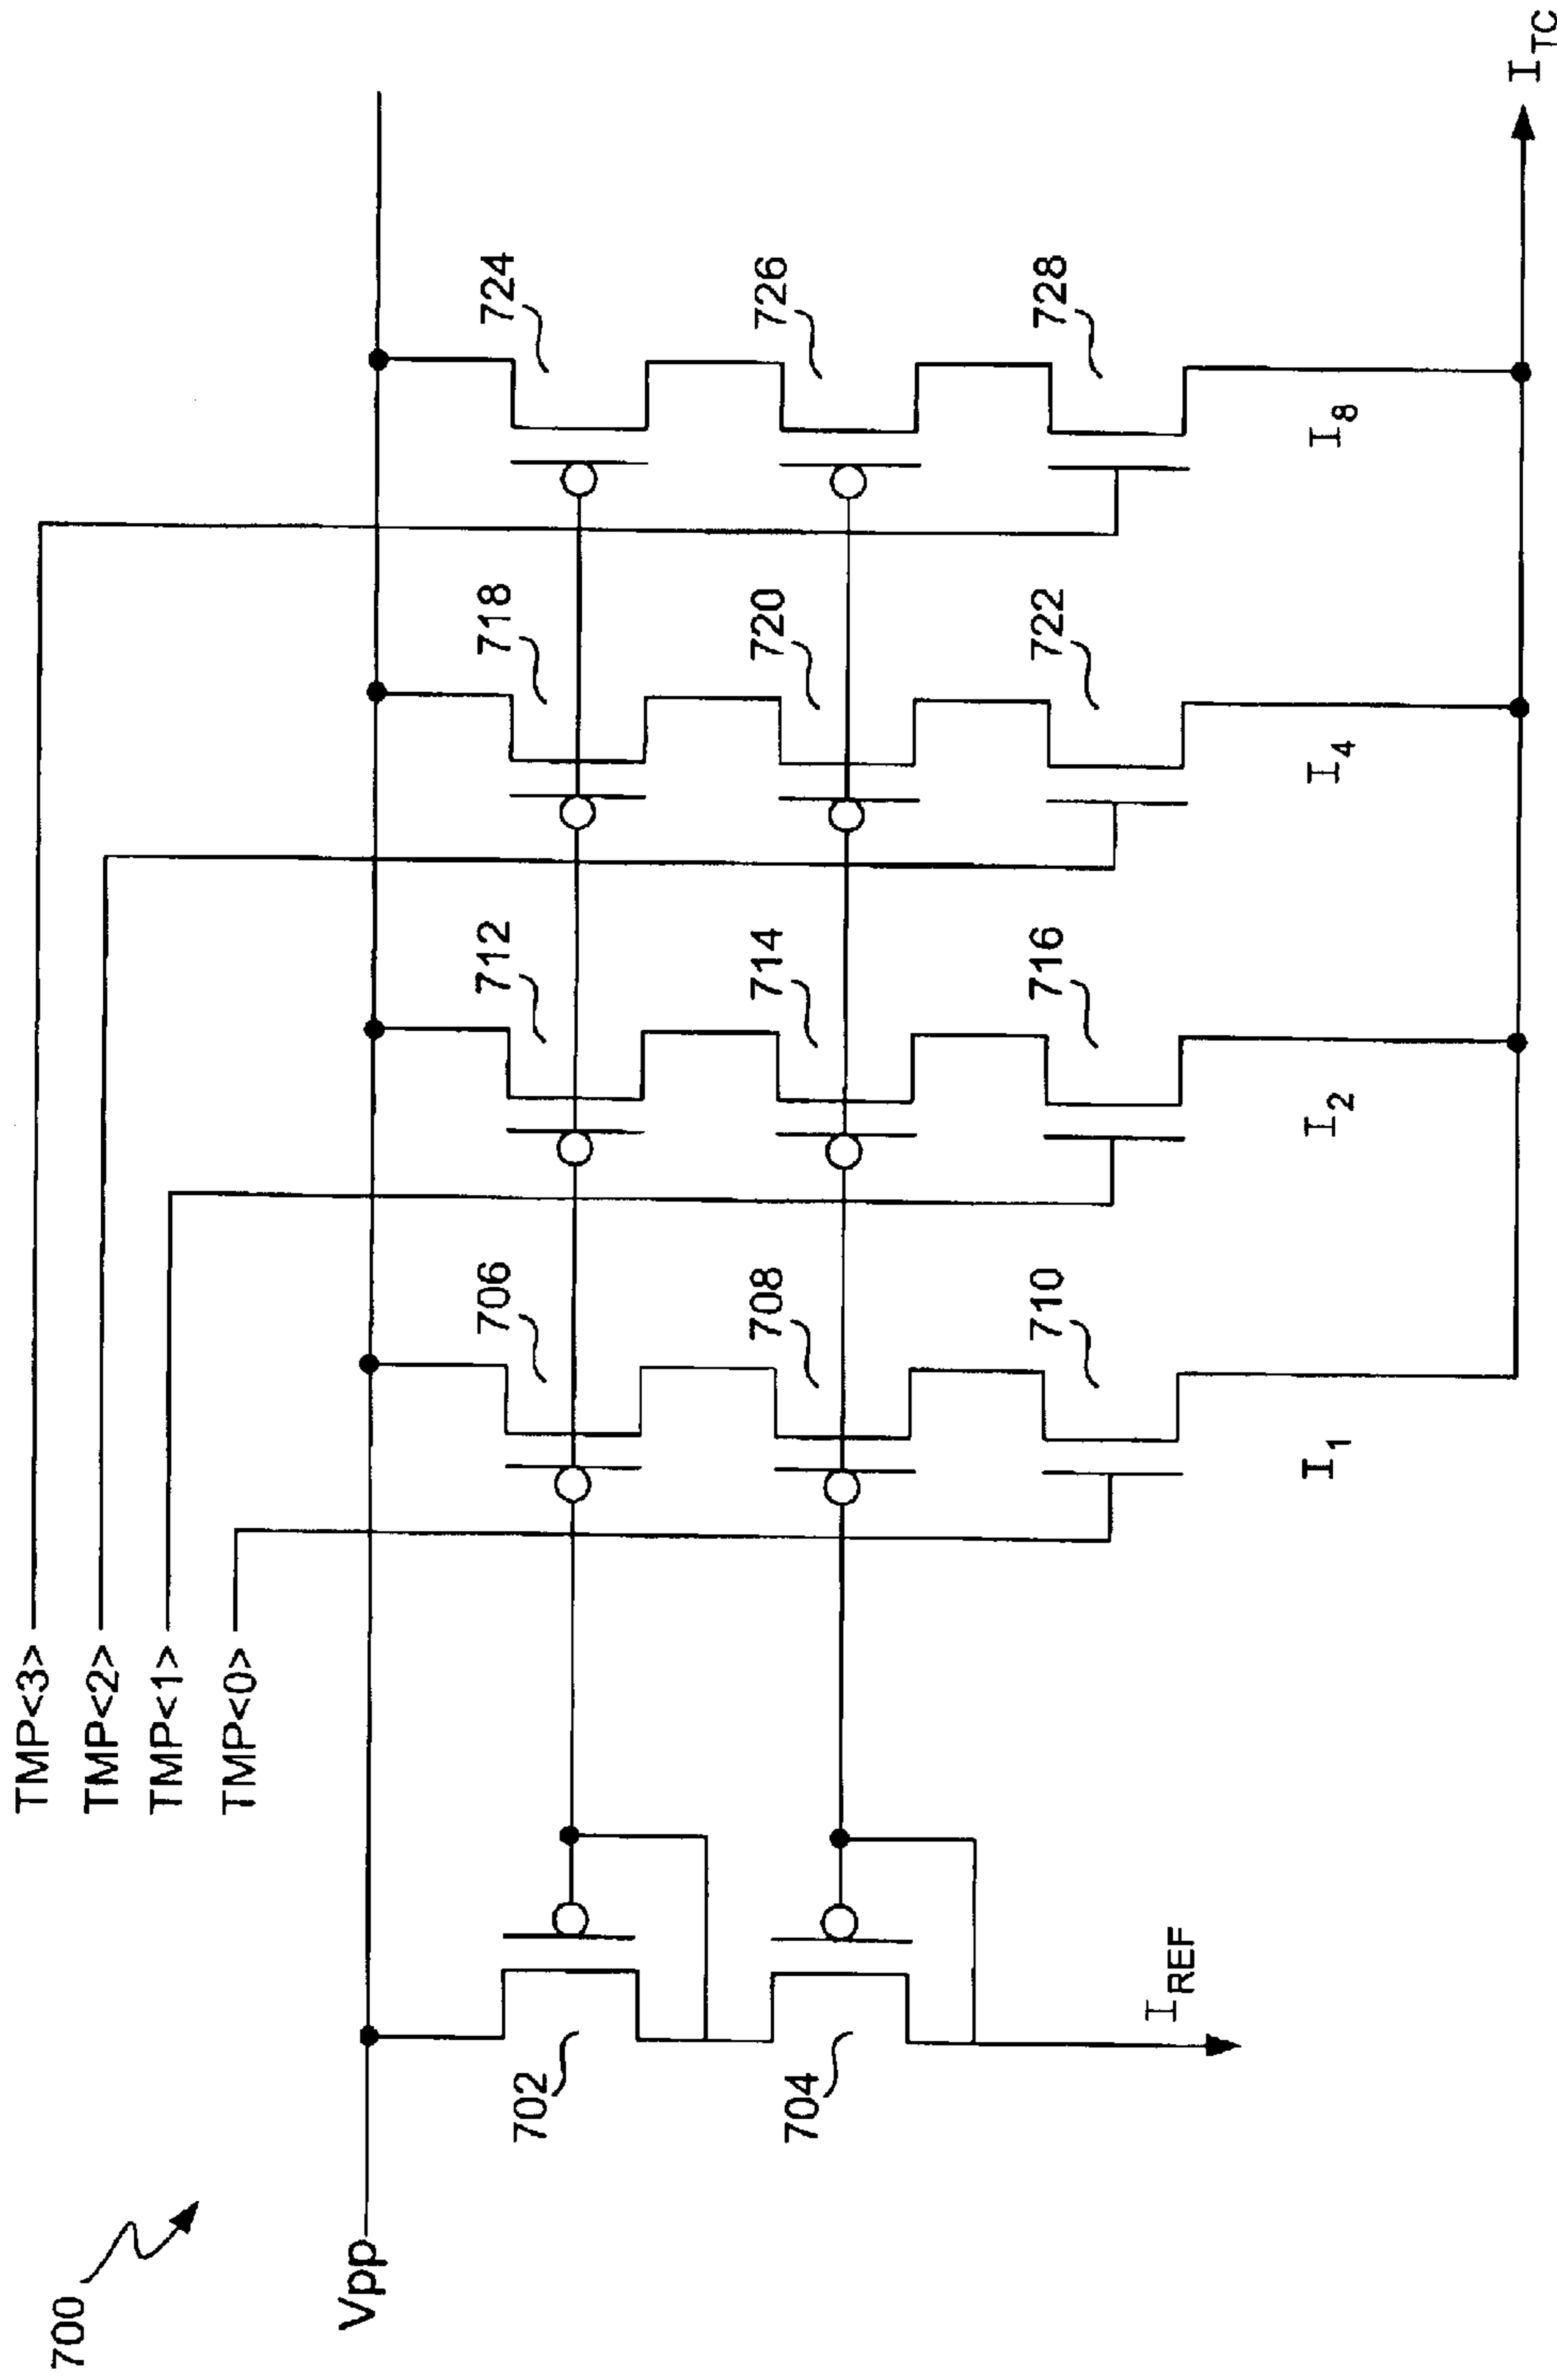 700
TMP<3>
TMP<2>
TMP<1>
TMP<0>
Vpp
702
704
706
708
710
712
714
716
718
720
722
724
726
728
I1
I2
I4
I8
IREF
ITC